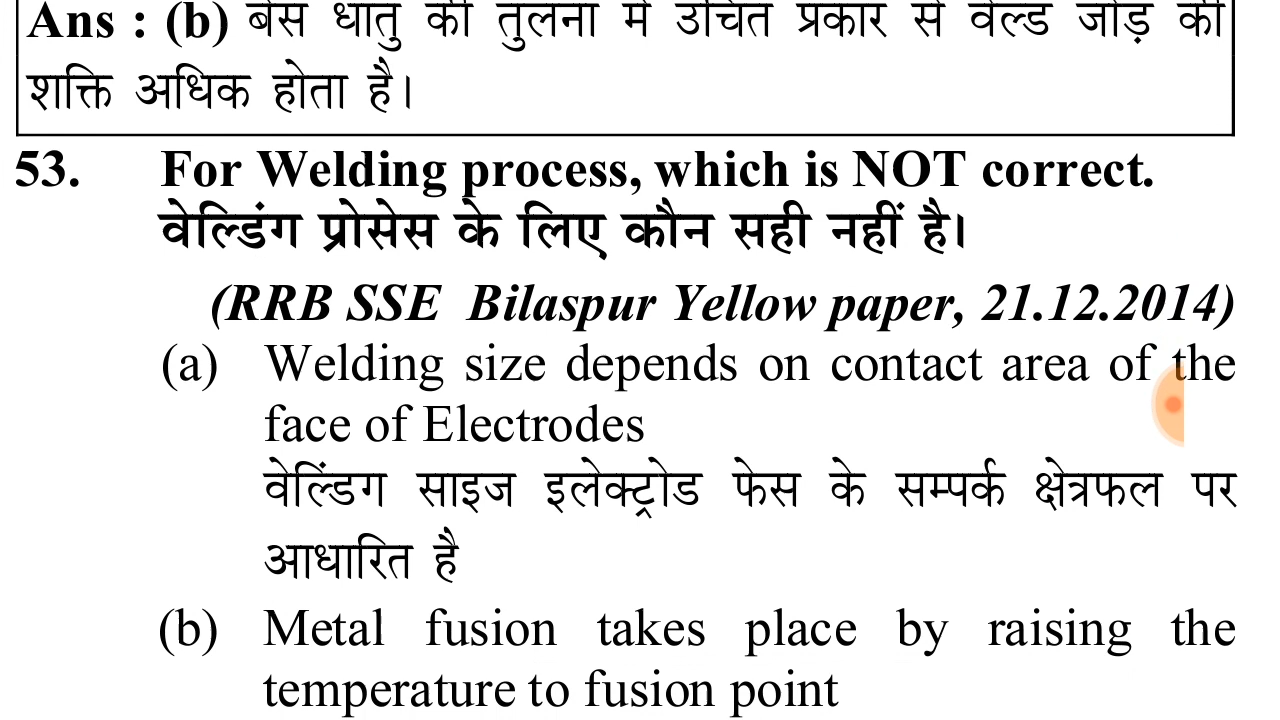 Ans : (b) बेस धातु की तुलना में उचित प्रकार से वेल्ड जोड़ की
शक्ति अधिक होता है।
53. For Welding process, which is NOT correct.
वेल्डिंग प्रोसेस के लिए कौन सही नहीं है।
(RRB SSE Bilaspur Yellow paper, 21.12.2014)
(a) Welding size depends on contact area of the
face of Electrodes
वेल्डिंग साइज इलेक्ट्रोड फेस के सम्पर्क क्षेत्रफल पर
आधारित है
(b) Metal fusion takes place by raising the
temperature to fusion point